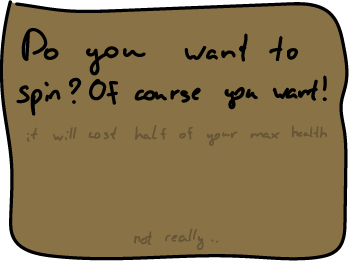 Do you want to
spin? Of course you want!
it will cost half of your max health
not really..